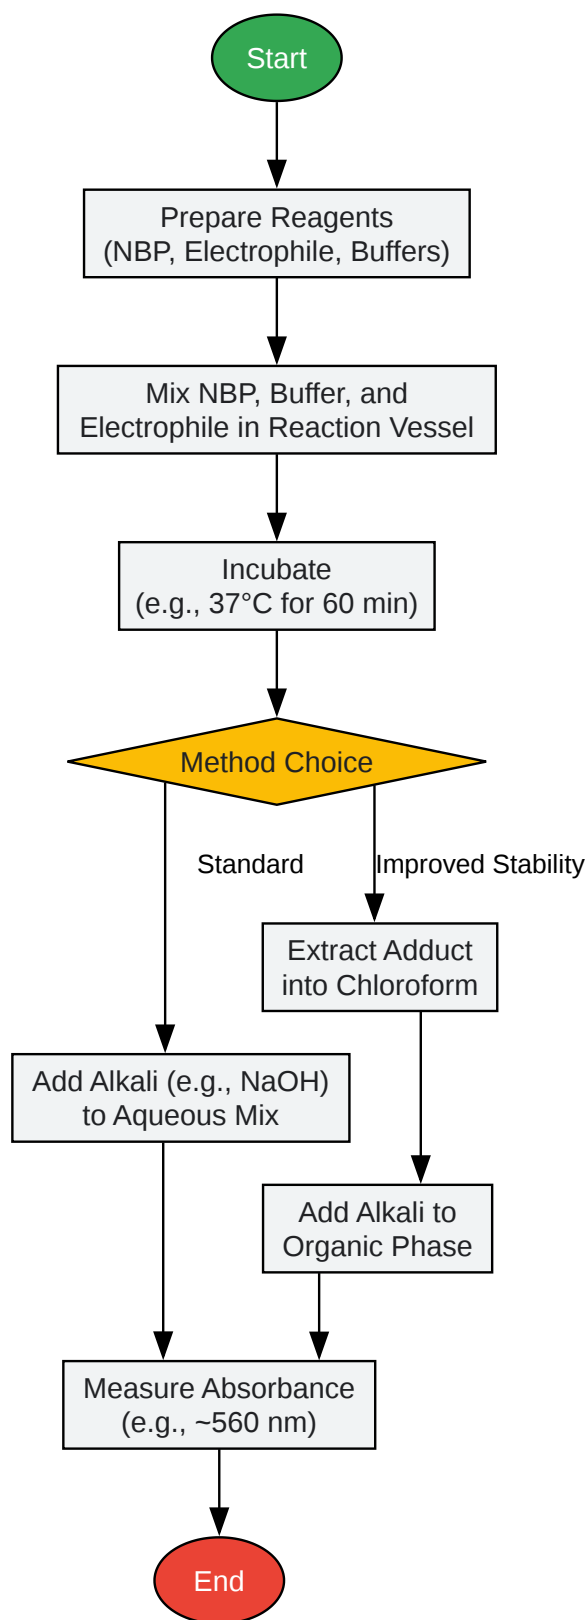 Start
Prepare Reagents
(NBP, Electrophile, Buffers)
Mix NBP, Buffer, and
Electrophile in Reaction Vessel
Incubate
(e.g., 37°C for 60 min)
Method Choice
Standard
Improved Stability
Extract Adduct
into Chloroform
Add Alkali (e.g., NaOH)
to Aqueous Mix
Add Alkali to
Organic Phase
Measure Absorbance
(e.g., ~560 nm)
End